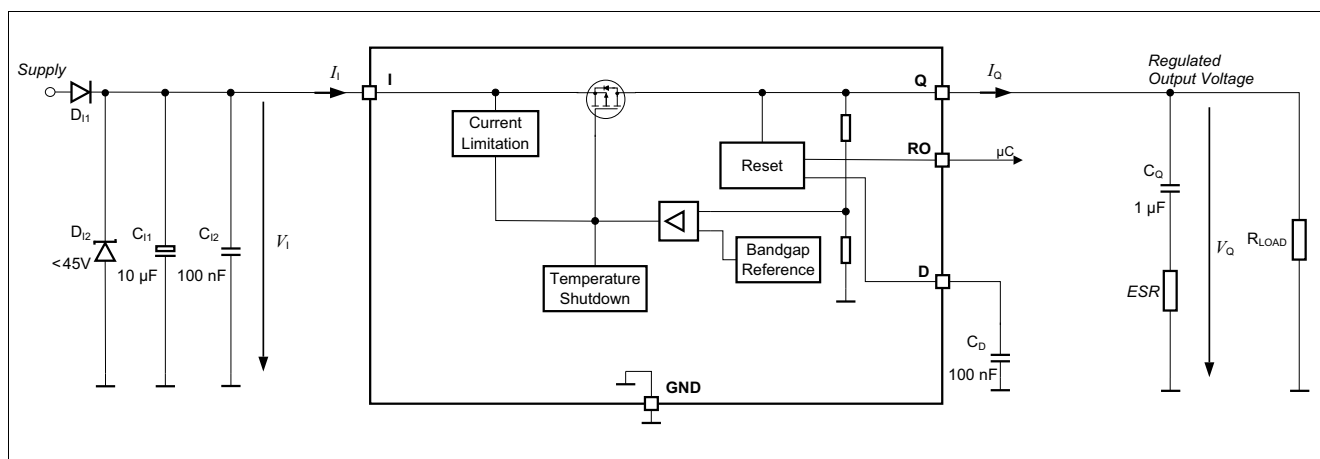 Supply
I_I
I
Q
I_Q
Regulated
Output Voltage
D_I1
Current
Limitation
Reset
RO
µC
C_Q
1 µF
D_I2
<45V
C_I1
10 µF
C_I2
100 nF
V_I
Bandgap
Reference
Temperature
Shutdown
D
V_Q
R_LOAD
ESR
C_D
100 nF
GND